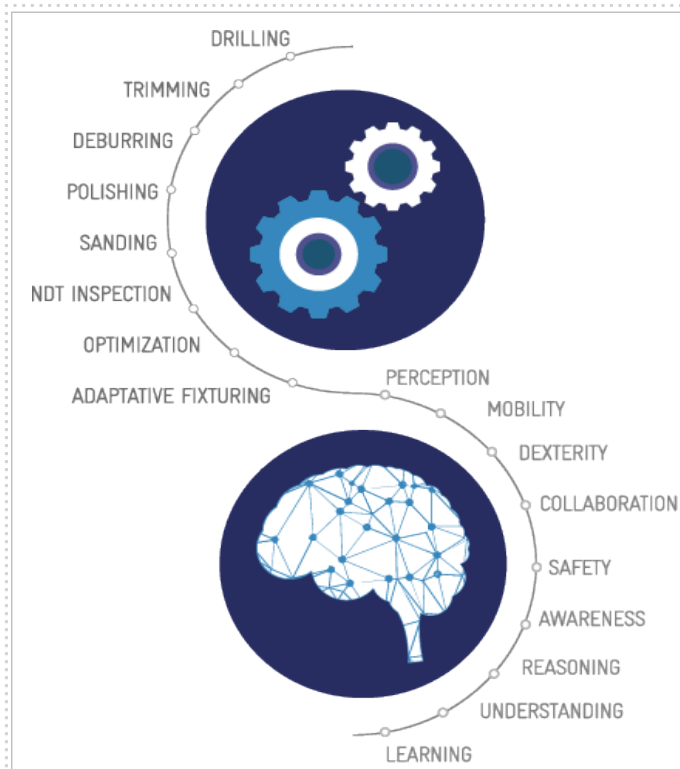 DRILLING
TRIMMING
DEBURRING
POLISHING
SANDING
NDT INSPECTION
OPTIMIZATION
ADAPTATIVE FIXTURING
PERCEPTION
MOBILITY
DEXTERITY
COLLABORATION
SAFETY
AWARENESS
REASONING
UNDERSTANDING
LEARNING